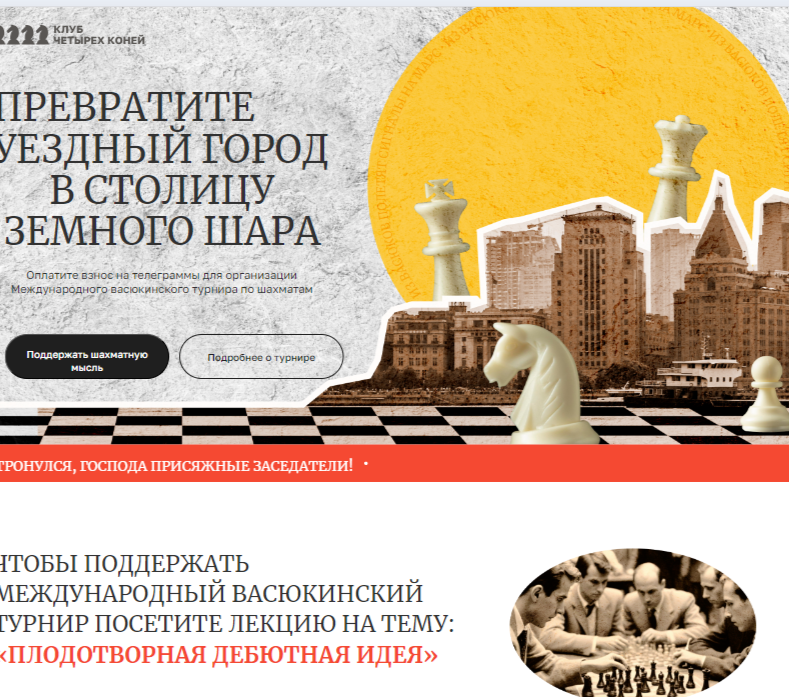 КЛУБ
ЧЕТЫРЕХ КОНЕЙ
ПРЕВРАТИТЕ
УЕЗДНЫЙ ГОРОД
В СТОЛИЦУ
ЗЕМНОГО ШАРА
Оплатите взнос на телеграммы для организации
Международного васюкинского турнира по шахматам
Поддержать шахматную
мысль
Подробнее о турнире
ТРОНУЛСЯ, ГОСПОДА ПРИСЯЖНЫЕ ЗАСЕДАТЕЛИ! •
ЧТОБЫ ПОДДЕРЖАТЬ
МЕЖДУНАРОДНЫЙ ВАСЮКИНСКИЙ
ТУРНИР ПОСЕТИТЕ ЛЕКЦИЮ НА ТЕМУ:
«ПЛОДОТВОРНАЯ ДЕБЮТНАЯ ИДЕЯ»